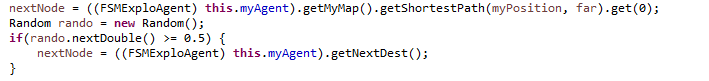 nextNode = ((FSMExploAgent) this.myAgent).getMyMap().getShortestPath(myPosition, far).get(0);
Random rando = new Random();
if(rando.nextDouble() >= 0.5) {
nextNode = ((FSMExploAgent) this.myAgent).getNextDest();
}